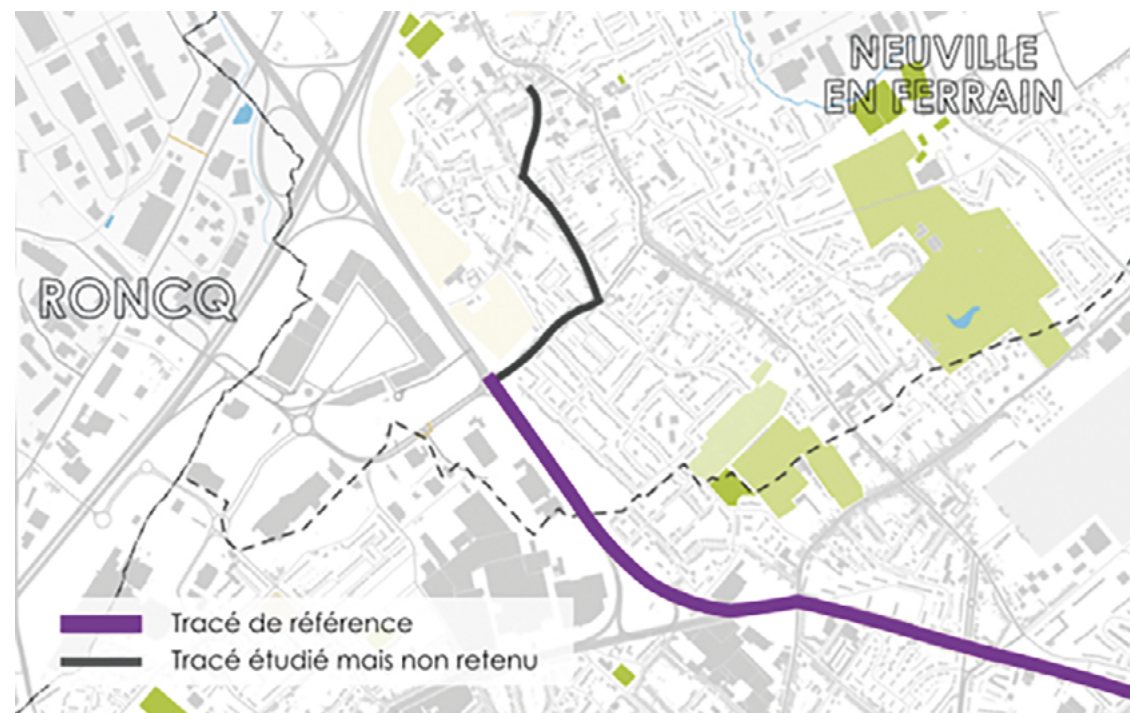 NEUVILLE
EN FERRAIN
RONCQ
Tracé de référence
Tracé étudié mais non retenu